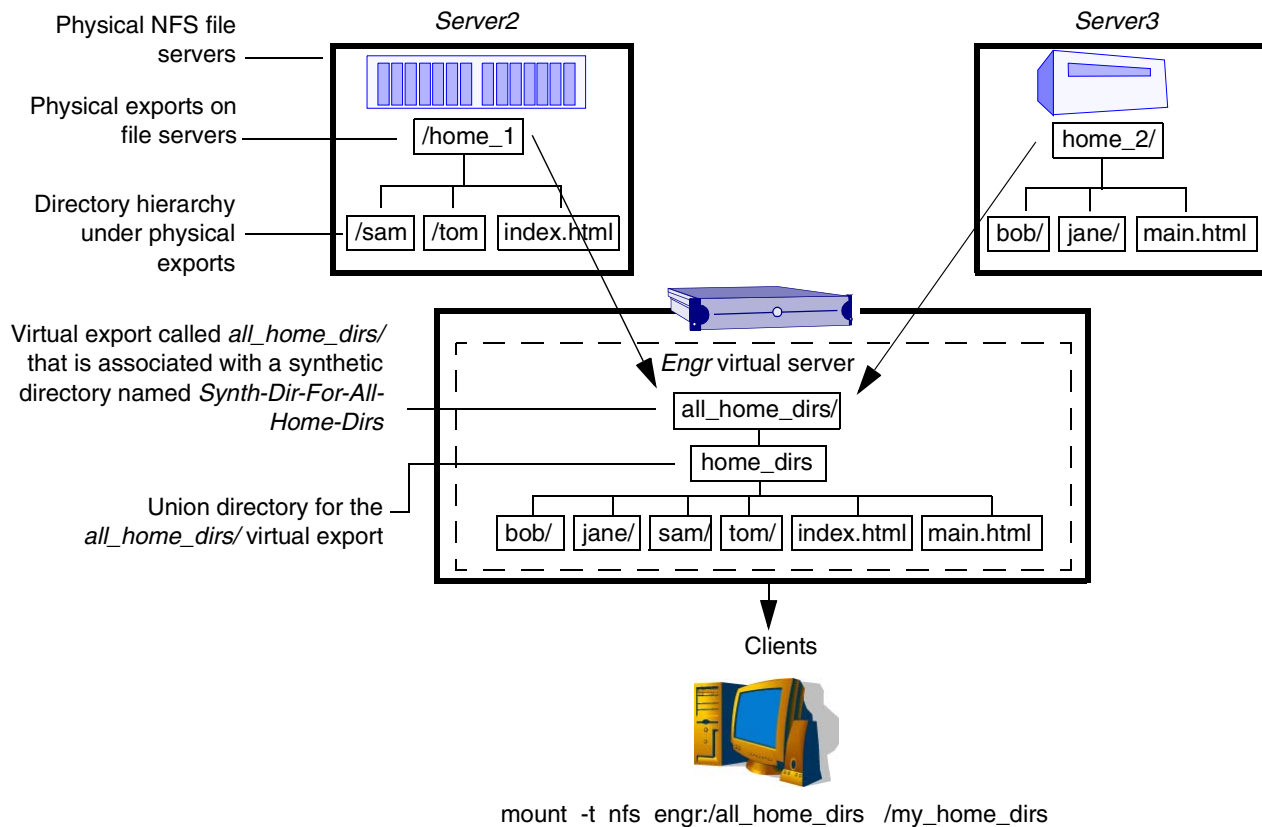 Physical NFS file
servers
Server2
Server3
Physical exports on
file servers
/home_1
home_2/
Directory hierarchy
under physical
exports
/sam
/tom
index.html
bob/
jane/
main.html
Virtual export called all_home_dirs/
that is associated with a synthetic
directory named Synth-Dir-For-All-
Home-Dirs
Engr virtual server
all_home_dirs/
home_dirs
Union directory for the
all_home_dirs/ virtual export
bob/
jane/
sam/
tom/
index.html
main.html
Clients
mount -t nfs engr:/all_home_dirs /my_home_dirs